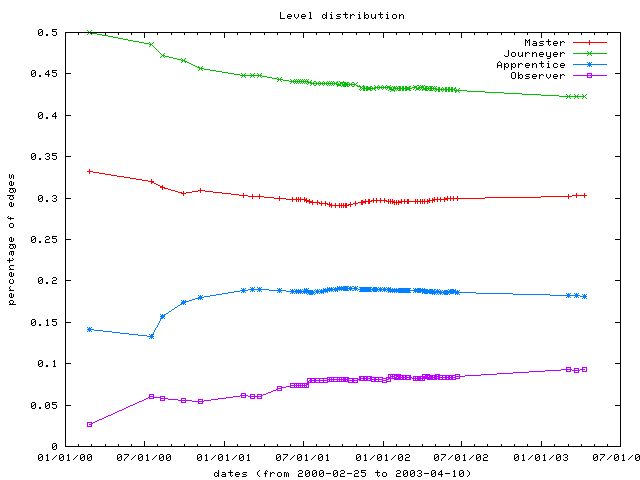 Level distribution
Master
Journeyer
Apprentice
Observer
percentage of edges
0.5
0.45
0.4
0.35
0.3
0.25
0.2
0.15
0.1
0.05
0
01/01/00 07/01/00 01/01/01 07/01/01 01/01/02 07/01/02 01/01/03 07/01/0
dates (from 2000-02-25 to 2003-04-10)